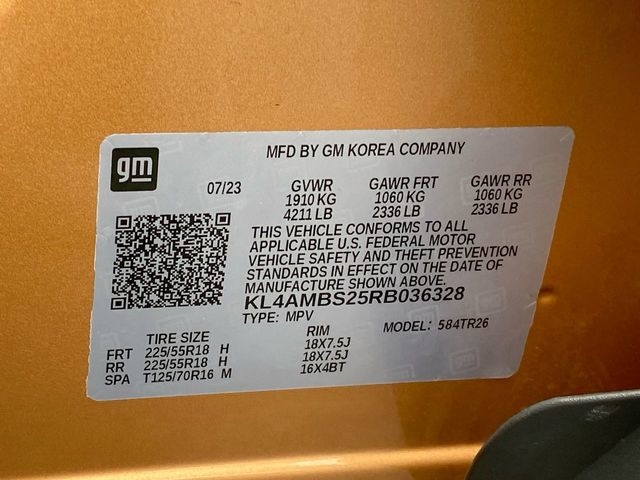 gm
MFD BY GM KOREA COMPANY
07/23 GVWR GAWR FRT GAWR RR
1910 KG 1060 KG 1060 KG
4211 LB 2336 LB 2336 LB
THIS VEHICLE CONFORMS TO ALL
APPLICABLE U.S. FEDERAL MOTOR
VEHICLE SAFETY AND THEFT PREVENTION
STANDARDS IN EFFECT ON THE DATE OF
MANUFACTURE SHOWN ABOVE.
KL4AMBS25RB036328
TYPE: MPV MODEL: 584TR26
TIRE SIZE RIM
FRT 225/55R18 H 18X7.5J
RR 225/55R18 H 18X7.5J
SPA T125/70R16 M 16X4BT